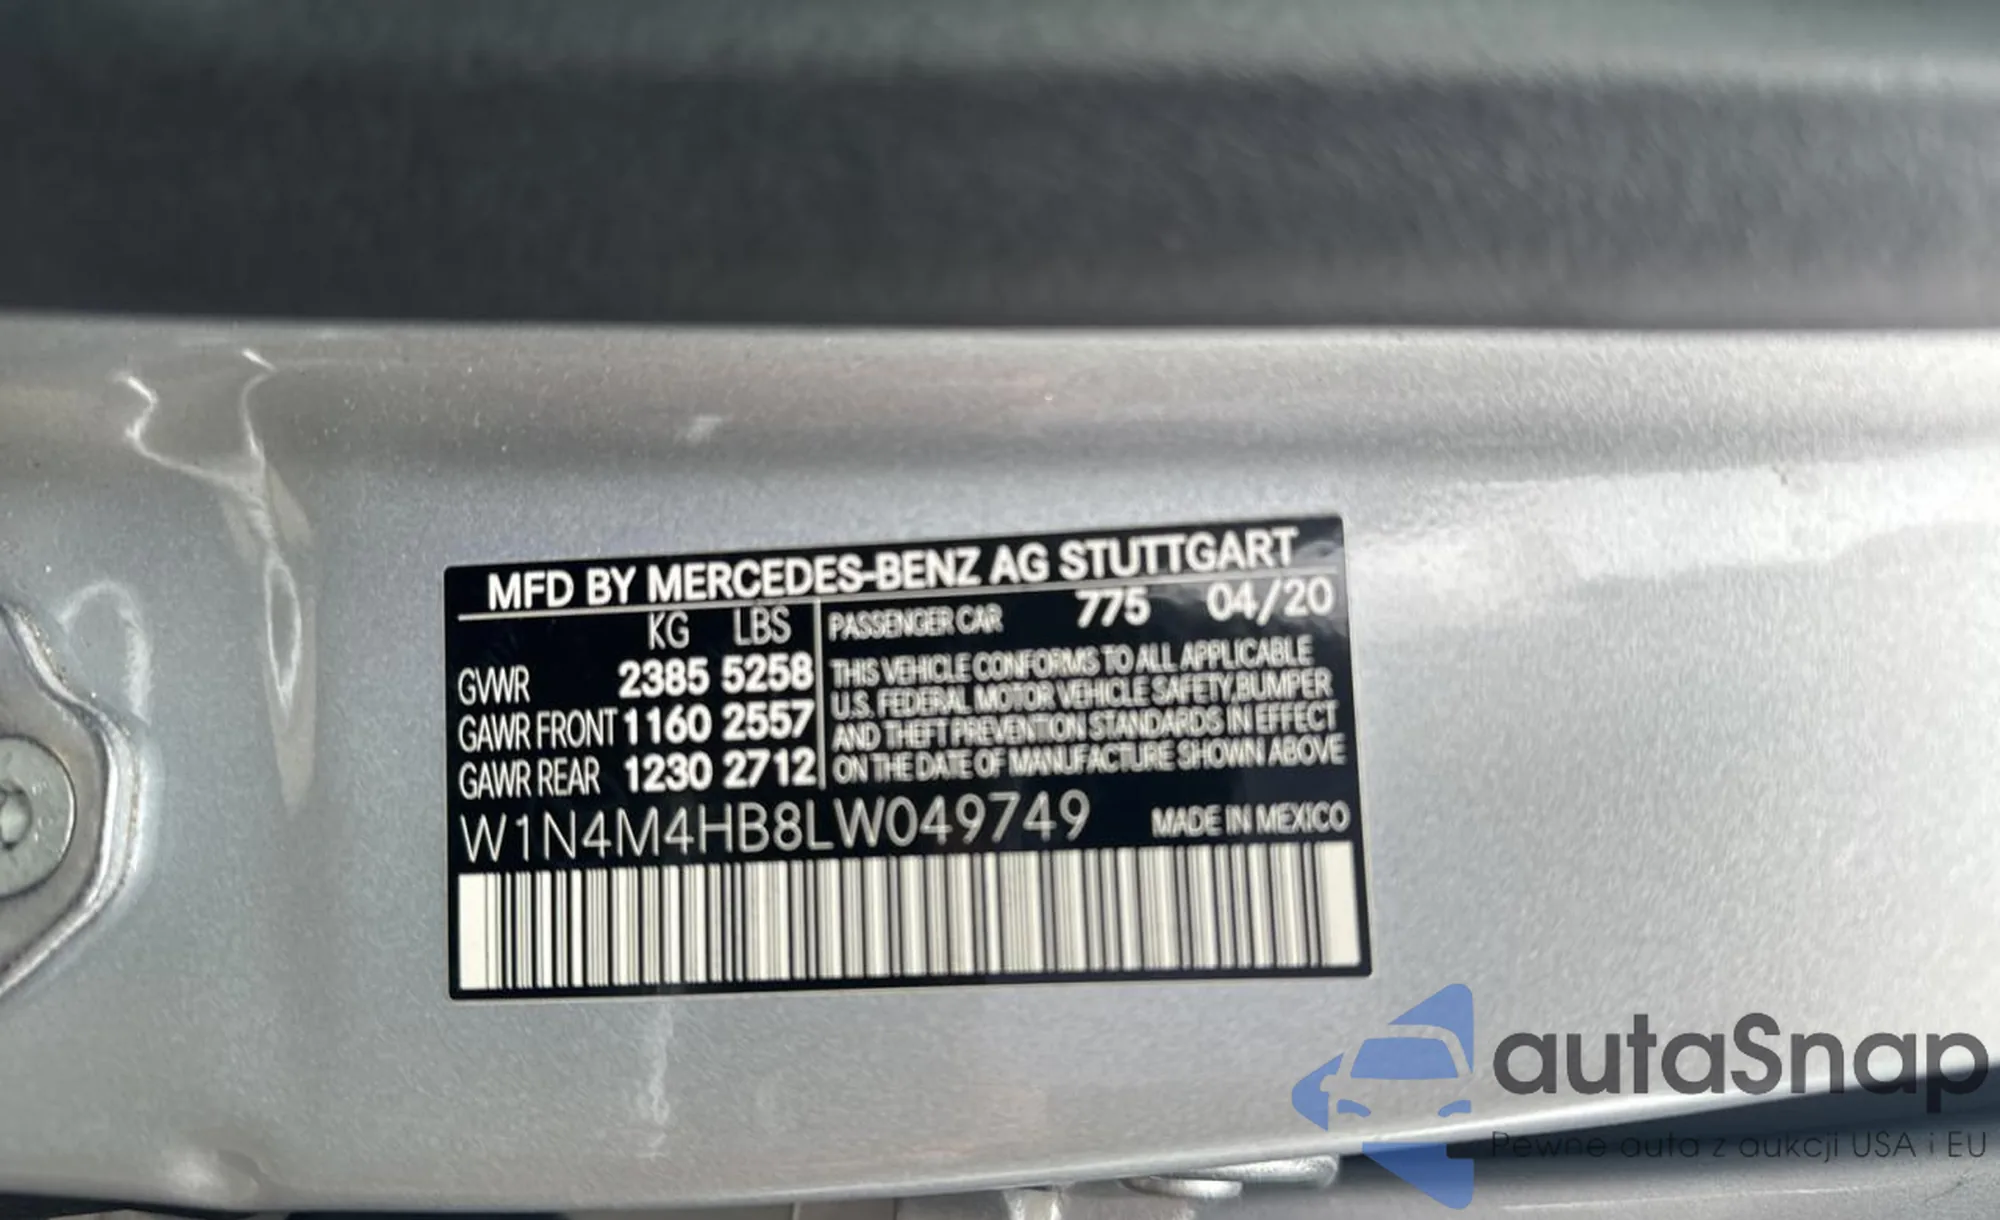 MFD BY MERCEDES-BENZ AG STUTTGART
KG LBS
GVWR 2385 5258
GAWR FRONT 1160 2557
GAWR REAR 1230 2712
PASSENGER CAR 775 04/20
THIS VEHICLE CONFORMS TO ALL APPLICABLE
U.S. FEDERAL MOTOR VEHICLE SAFETY,BUMPER
AND THEFT PREVENTION STANDARDS IN EFFECT
ON THE DATE OF MANUFACTURE SHOWN ABOVE
W1N4M4HB8LW049749 MADE IN MEXICO
autaSnap
Pewne auto z aukcji USA i EU